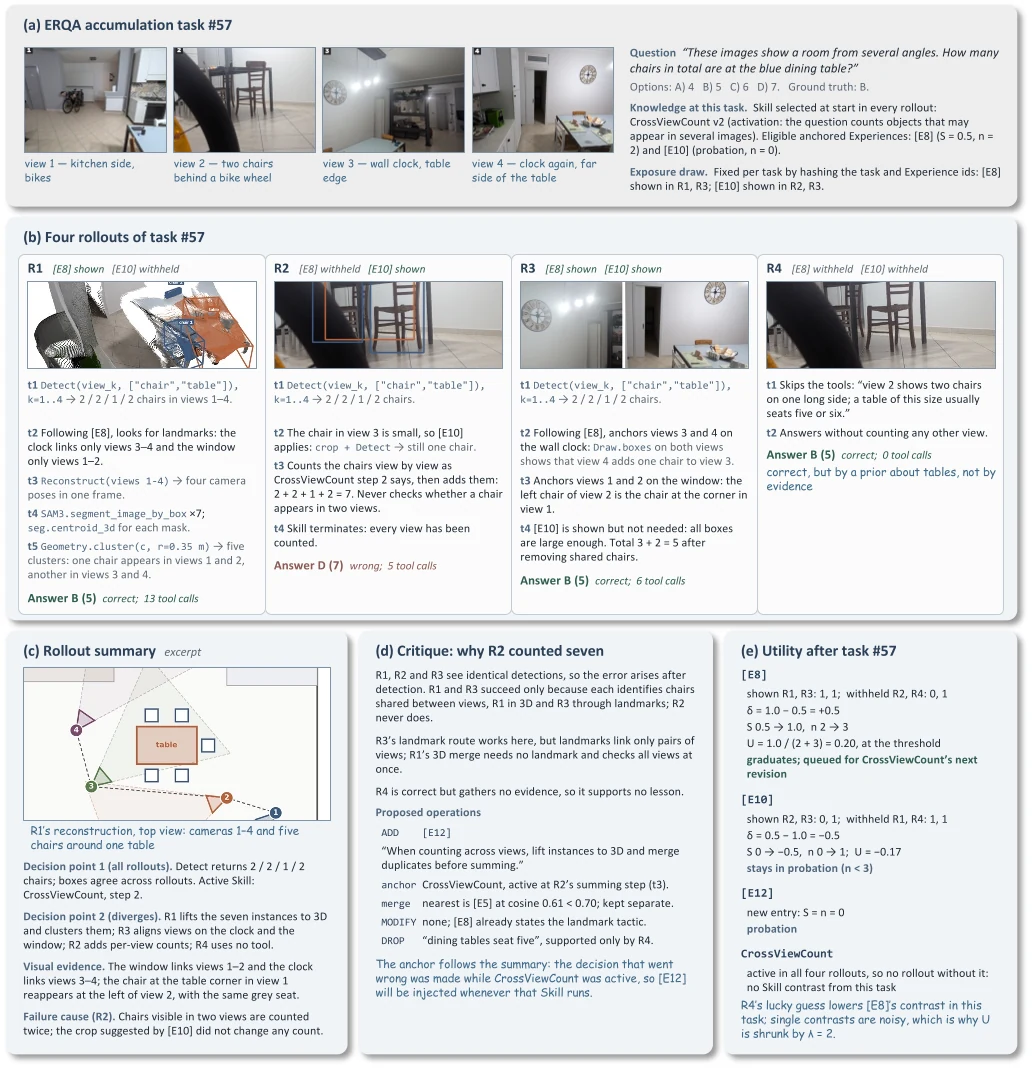 (a) ERQA accumulation task #57
1
2
3
4
view 1 — kitchen side,
bikes
view 2 — two chairs
behind a bike wheel
view 3 — wall clock, table
edge
view 4 — clock again, far
side of the table
Question “These images show a room from several angles. How many
chairs in total are at the blue dining table?”
Options: A) 4 B) 5 C) 6 D) 7. Ground truth: B.
Knowledge at this task. Skill selected at start in every rollout:
CrossViewCount v2 (activation: the question counts objects that may
appear in several images). Eligible anchored Experiences: [E8] (S = 0.5, n =
2) and [E10] (probation, n = 0).
Exposure draw. Fixed per task by hashing the task and Experience ids: [E8]
shown in R1, R3; [E10] shown in R2, R3.
(b) Four rollouts of task #57
R1 [E8] shown [E10] withheld
t1 Detect(view_k, ["chair","table"]),
k=1..4 → 2 / 2 / 1 / 2 chairs in views 1–4.
t2 Following [E8], looks for landmarks: the
clock links only views 3–4 and the window
only views 1–2.
t3 Reconstruct(views 1-4) → four camera
poses in one frame.
t4 SAM3.segment_image_by_box ×7;
seg.centroid_3d for each mask.
t5 Geometry.cluster(c, r=0.35 m) → five
clusters: one chair appears in views 1 and 2,
another in views 3 and 4.
Answer B (5) correct; 13 tool calls
R2 [E8] withheld [E10] shown
t1 Detect(view_k, ["chair","table"]),
k=1..4 → 2 / 2 / 1 / 2 chairs.
t2 The chair in view 3 is small, so [E10]
applies: crop + Detect → still one chair.
t3 Counts the chairs view by view as
CrossViewCount step 2 says, then adds them:
2 + 2 + 1 + 2 = 7. Never checks whether a chair
appears in two views.
t4 Skill terminates: every view has been
counted.
Answer D (7) wrong; 5 tool calls
R3 [E8] shown [E10] shown
t1 Detect(view_k, ["chair","table"]),
k=1..4 → 2 / 2 / 1 / 2 chairs.
t2 Following [E8], anchors views 3 and 4 on
the wall clock: Draw.boxes on both views
shows that view 4 adds one chair to view 3.
t3 Anchors views 1 and 2 on the window: the
left chair of view 2 is the chair at the corner in
view 1.
t4 [E10] is shown but not needed: all boxes
are large enough. Total 3 + 2 = 5 after
removing shared chairs.
Answer B (5) correct; 6 tool calls
R4 [E8] withheld [E10] withheld
t1 Skips the tools: “view 2 shows two chairs
on one long side; a table of this size usually
seats five or six.”
t2 Answers without counting any other view.
Answer B (5) correct; 0 tool calls
correct, but by a prior about tables, not by
evidence
(c) Rollout summary excerpt
4
table
3
2
1
R1’s reconstruction, top view: cameras 1–4 and five
chairs around one table
Decision point 1 (all rollouts). Detect returns 2 / 2 / 1 / 2
chairs; boxes agree across rollouts. Active Skill:
CrossViewCount, step 2.
Decision point 2 (diverges). R1 lifts the seven instances to 3D
and clusters them; R3 aligns views on the clock and the
window; R2 adds per-view counts; R4 uses no tool.
Visual evidence. The window links views 1–2 and the clock
links views 3–4; the chair at the table corner in view 1
reappears at the left of view 2, with the same grey seat.
Failure cause (R2). Chairs visible in two views are counted
twice; the crop suggested by [E10] did not change any count.
(d) Critique: why R2 counted seven
R1, R2 and R3 see identical detections, so the error arises after
detection. R1 and R3 succeed only because each identifies chairs
shared between views, R1 in 3D and R3 through landmarks; R2
never does.
R3’s landmark route works here, but landmarks link only pairs of
views; R1’s 3D merge needs no landmark and checks all views at
once.
R4 is correct but gathers no evidence, so it supports no lesson.
Proposed operations
ADD [E12]
“When counting across views, lift instances to 3D and merge
duplicates before summing.”
anchor CrossViewCount, active at R2’s summing step (t3).
merge nearest is [E5] at cosine 0.61 < 0.70; kept separate.
MODIFY none; [E8] already states the landmark tactic.
DROP “dining tables seat five”, supported only by R4.
The anchor follows the summary: the decision that went
wrong was made while CrossViewCount was active, so [E12]
will be injected whenever that Skill runs.
(e) Utility after task #57
[E8]
shown R1, R3: 1, 1; withheld R2, R4: 0, 1
δ = 1.0 − 0.5 = +0.5
S 0.5 → 1.0, n 2 → 3
U = 1.0 / (2 + 3) = 0.20, at the threshold
graduates; queued for CrossViewCount’s next
revision
[E10]
shown R2, R3: 0, 1; withheld R1, R4: 1, 1
δ = 0.5 − 1.0 = −0.5
S 0 → −0.5, n 0 → 1; U = −0.17
stays in probation (n < 3)
[E12]
new entry: S = n = 0
probation
CrossViewCount
active in all four rollouts, so no rollout without it:
no Skill contrast from this task
R4’s lucky guess lowers [E8]’s contrast in this
task; single contrasts are noisy, which is why U
is shrunk by λ = 2.